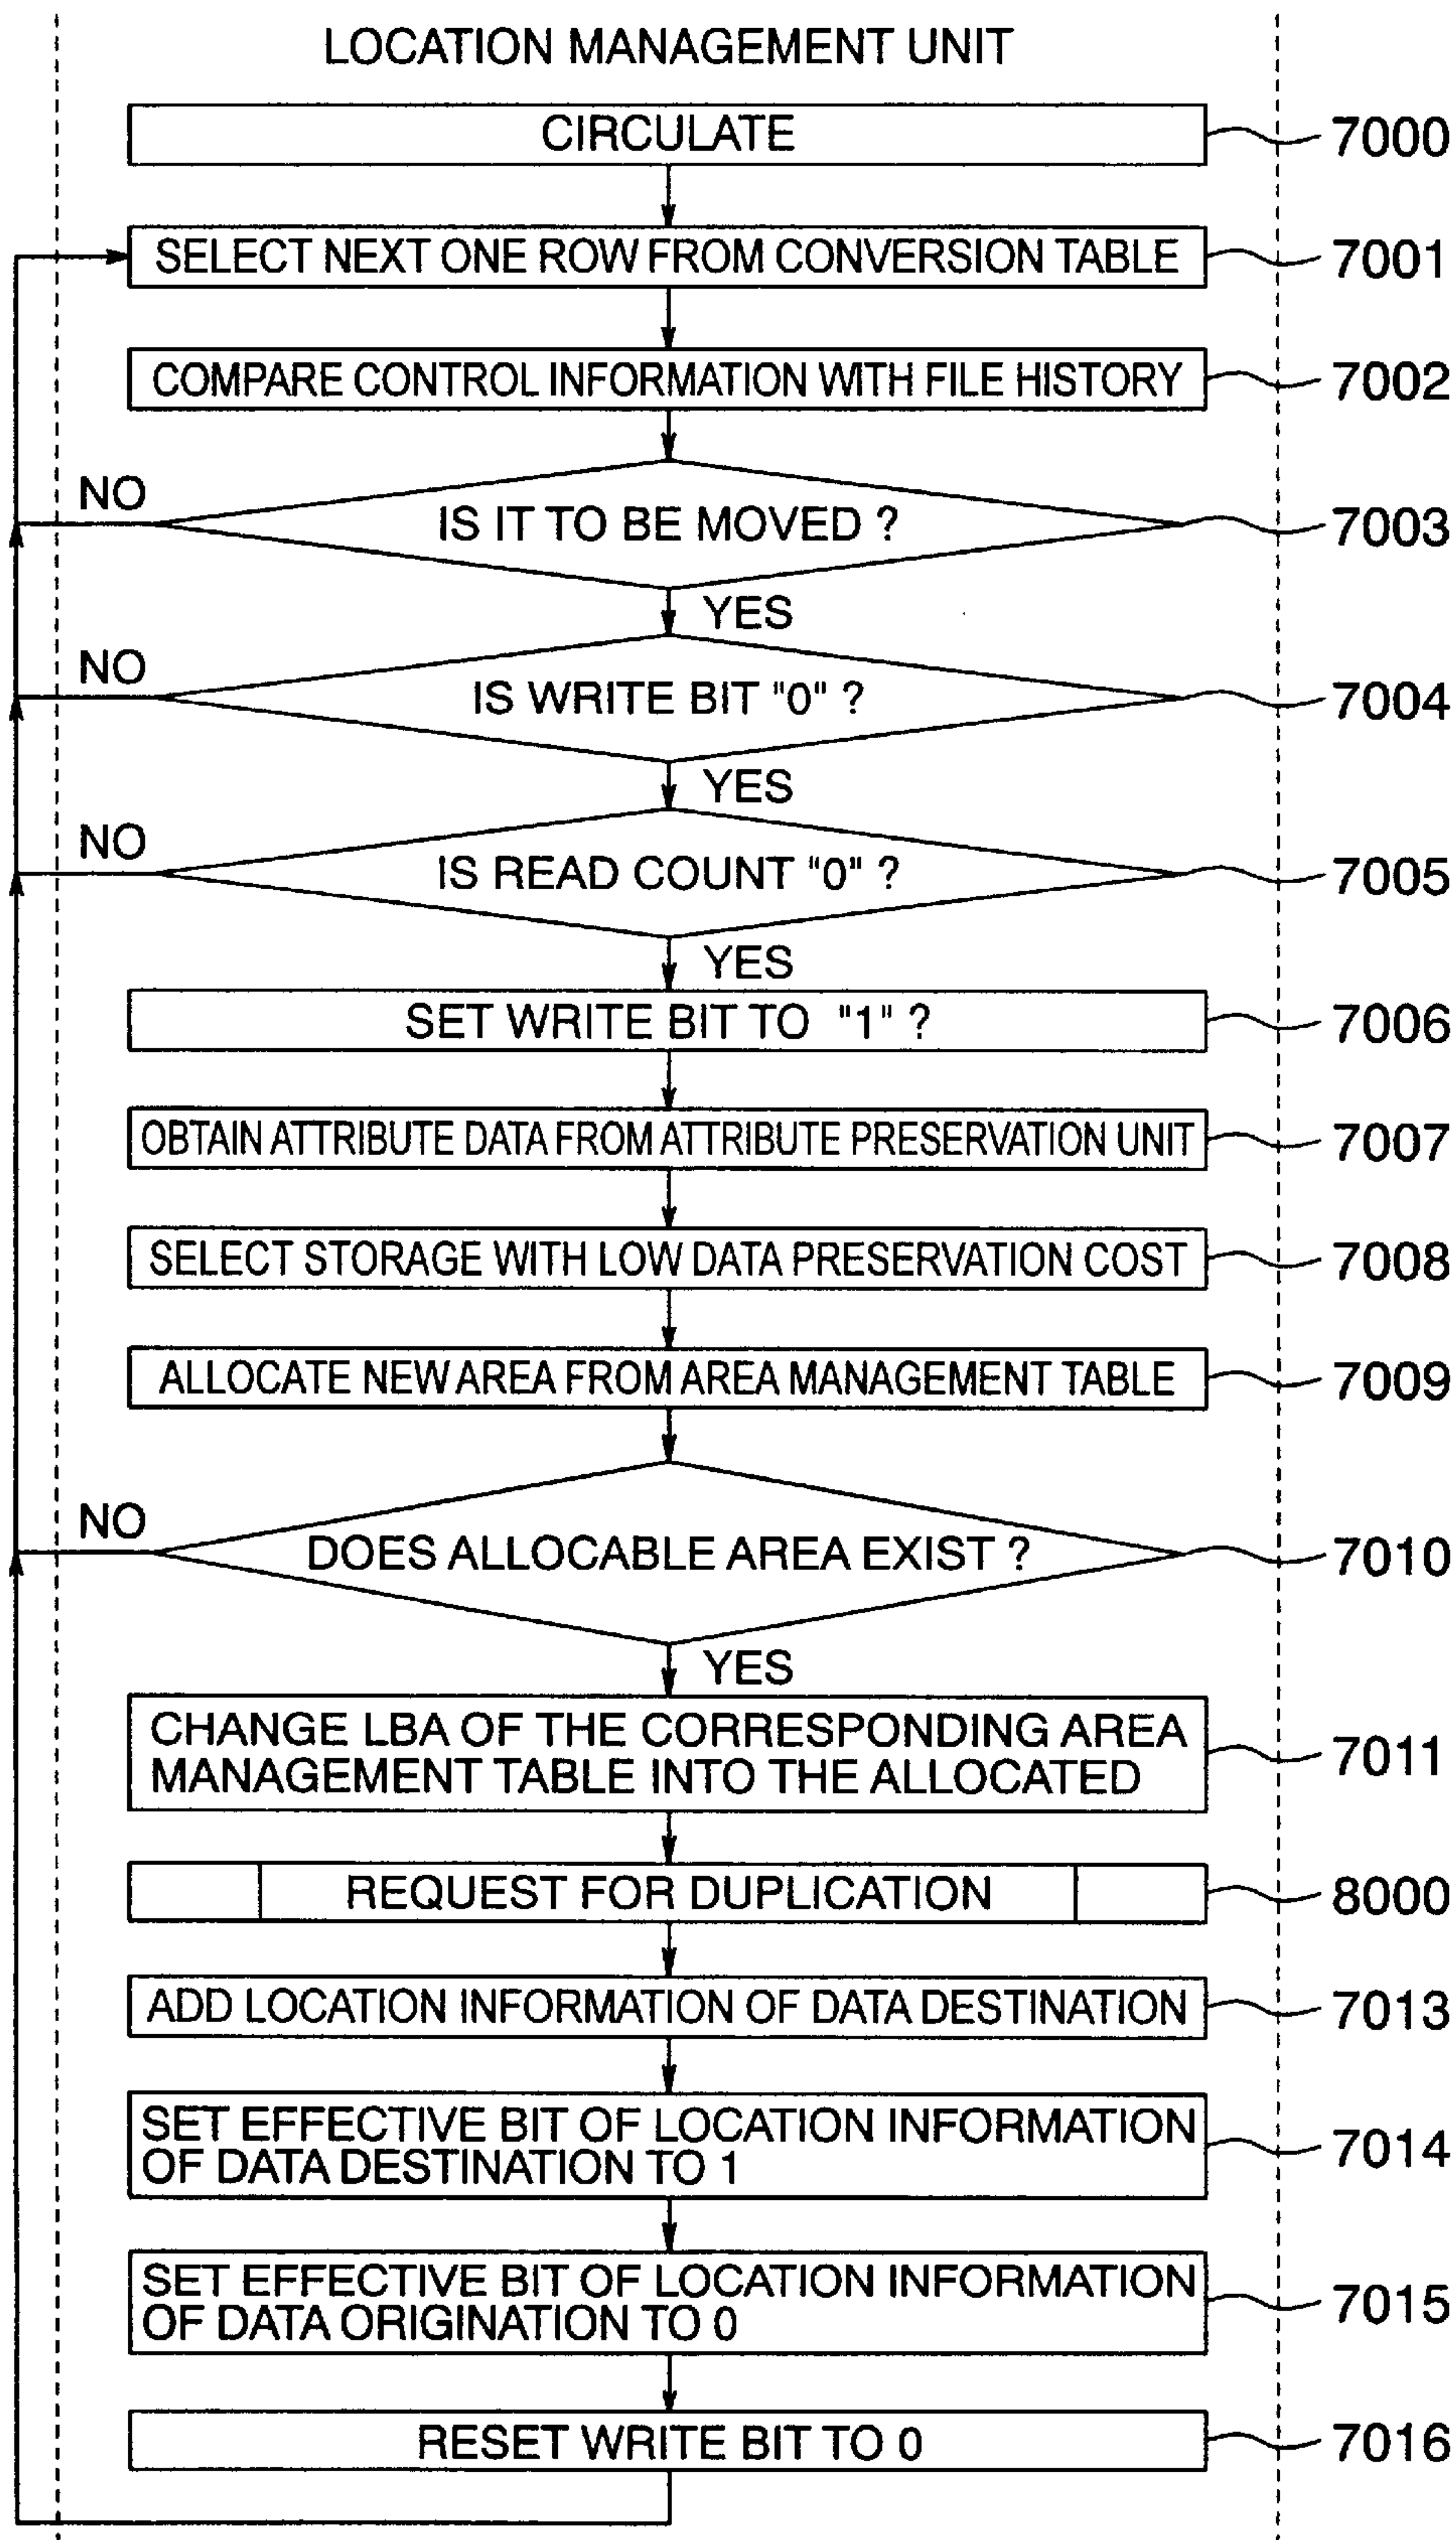 LOCATION MANAGEMENT UNIT
CIRCULATE 7000
SELECT NEXT ONE ROW FROM CONVERSION TABLE 7001
COMPARE CONTROL INFORMATION WITH FILE HISTORY 7002
NO IS IT TO BE MOVED ? 7003
YES
NO IS WRITE BIT "0" ? 7004
YES
NO IS READ COUNT "0" ? 7005
YES
SET WRITE BIT TO "1" ? 7006
OBTAIN ATTRIBUTE DATA FROM ATTRIBUTE PRESERVATION UNIT 7007
SELECT STORAGE WITH LOW DATA PRESERVATION COST 7008
ALLOCATE NEW AREA FROM AREA MANAGEMENT TABLE 7009
NO DOES ALLOCABLE AREA EXIST ? 7010
YES
CHANGE LBA OF THE CORRESPONDING AREA
MANAGEMENT TABLE INTO THE ALLOCATED 7011
REQUEST FOR DUPLICATION 8000
ADD LOCATION INFORMATION OF DATA DESTINATION 7013
SET EFFECTIVE BIT OF LOCATION INFORMATION
OF DATA DESTINATION TO 1 7014
SET EFFECTIVE BIT OF LOCATION INFORMATION
OF DATA ORIGINATION TO 0 7015
RESET WRITE BIT TO 0 7016